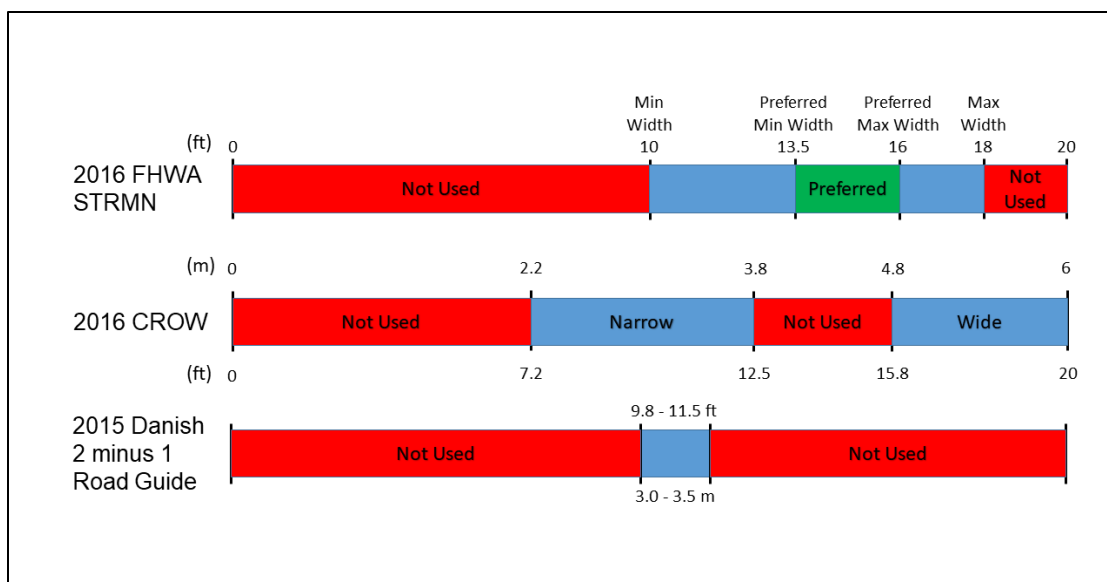 Min Preferred Preferred Max
Width Min Width Max Width Width
(ft) 0 10 13.5 16 18 20
2016 FHWA
STRMN
Not Used Preferred Not
Used
(m) 0 2.2 3.8 4.8 6
2016 CROW Not Used Narrow Not Used Wide
(ft) 0 7.2 12.5 15.8 20
9.8 - 11.5 ft
2015 Danish
2 minus 1
Road Guide
Not Used Not Used
3.0 - 3.5 m